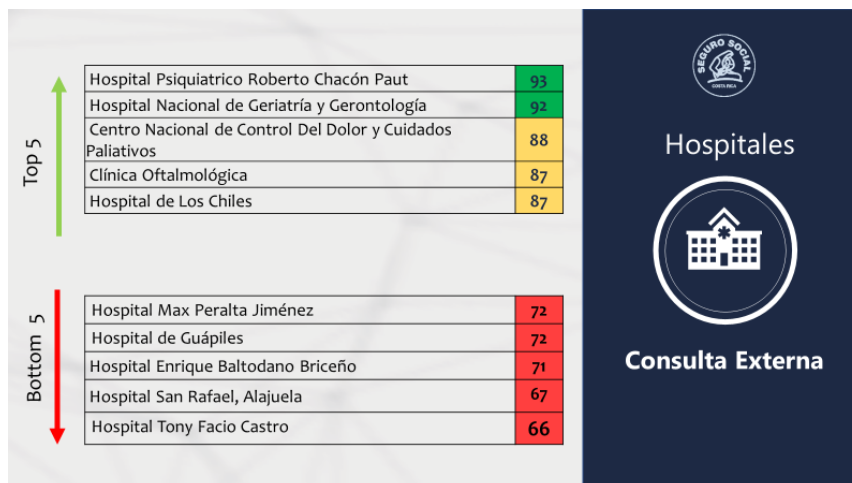 Top 5
Hospital Psiquiatrico Roberto Chacón Paut 93
Hospital Nacional de Geriatría y Gerontología 92
Centro Nacional de Control Del Dolor y Cuidados
Paliativos 88
Clínica Oftalmológica 87
Hospital de Los Chiles 87
Bottom 5
Hospital Max Peralta Jiménez 72
Hospital de Guápiles 72
Hospital Enrique Baltodano Briceño 71
Hospital San Rafael, Alajuela 67
Hospital Tony Facio Castro 66
SEGURO SOCIAL
COSTA RICA
Hospitales
Consulta Externa